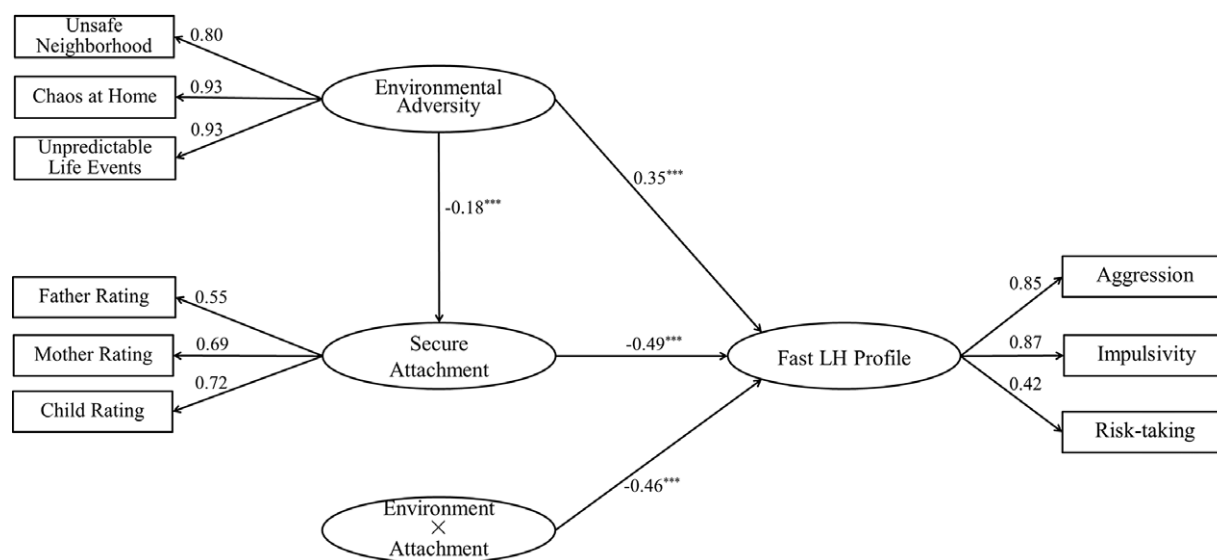 Unsafe
Neighborhood
0.80
Chaos at Home
0.93
Unpredictable
Life Events
0.93
Environmental
Adversity
0.35***
-0.18***
Father Rating
0.55
Mother Rating
0.69
Child Rating
0.72
Secure
Attachment
-0.49***
Fast LH Profile
0.85
Aggression
0.87
Impulsivity
0.42
Risk-taking
Environment
×
Attachment
-0.46***